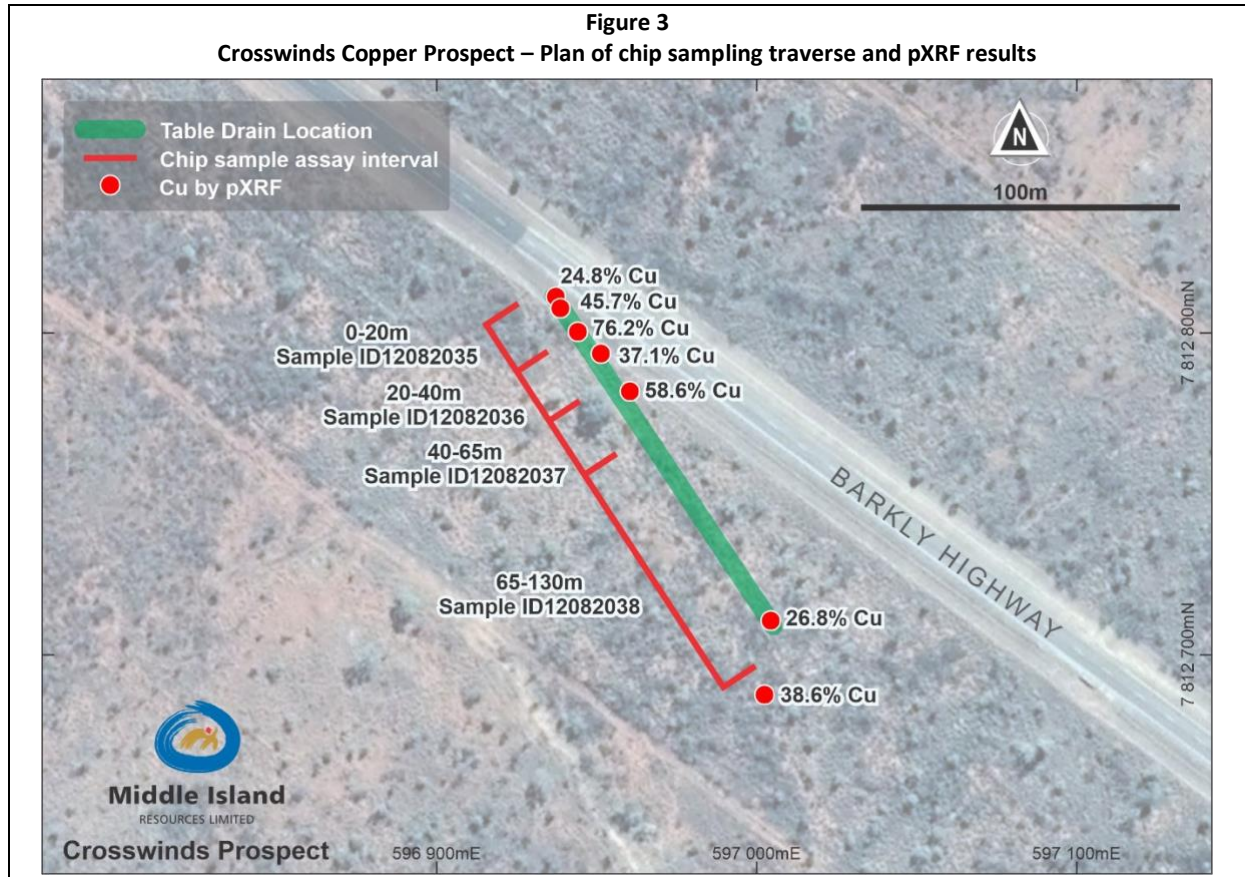 Figure 3
Crosswinds Copper Prospect – Plan of chip sampling traverse and pXRF results
Table Drain Location
Chip sample assay interval
Cu by pXRF
N
100m
24.8% Cu
45.7% Cu
76.2% Cu
37.1% Cu
58.6% Cu
0-20m
Sample ID12082035
20-40m
Sample ID12082036
40-65m
Sample ID12082037
65-130m
Sample ID12082038
26.8% Cu
38.6% Cu
BARKLY HIGHWAY
7 812 800mN
7 812 700mN
Middle Island
RESOURCES LIMITED
Crosswinds Prospect
596 900mE
597 000mE
597 100mE